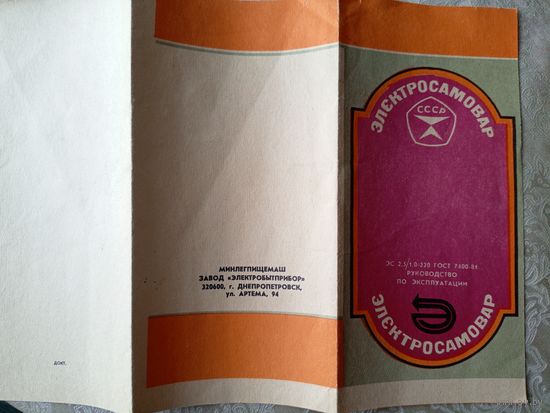 ЭЛЕКТРОСАМОВАР
СССР
ЭС 2,5/1,0-220 ГОСТ 7400-81
РУКОВОДСТВО
ПО ЭКСПЛУАТАЦИИ
ЭЛЕКТРОСАМОВАР
МИНЛЕГПИЩЕМАШ
ЗАВОД «ЭЛЕКТРОБЫТПРИБОР»
320600, г. ДНЕПРОПЕТРОВСК,
ул. АРТЕМА, 94